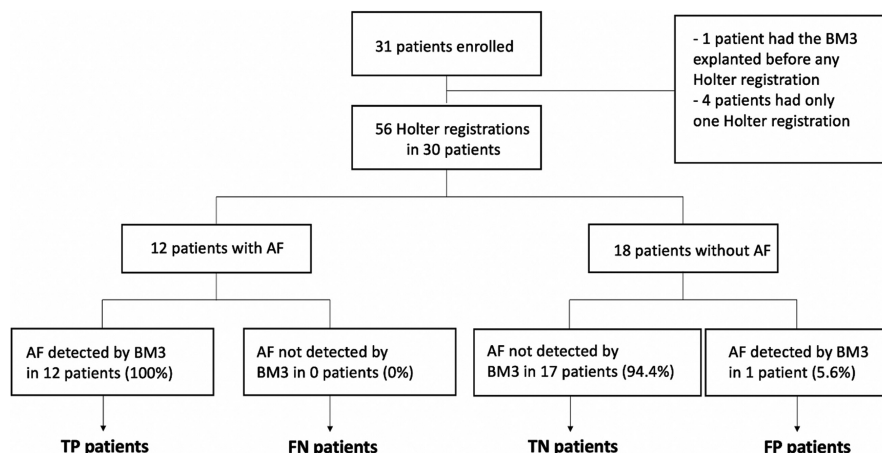 31 patients enrolled
- 1 patient had the BM3
explanted before any
Holter registration
- 4 patients had only
one Holter registration
56 Holter registrations
in 30 patients
12 patients with AF
18 patients without AF
AF detected by BM3
in 12 patients (100%)
AF not detected by
BM3 in 0 patients (0%)
AF not detected by
BM3 in 17 patients (94.4%)
AF detected by BM3
in 1 patient (5.6%)
TP patients
FN patients
TN patients
FP patients